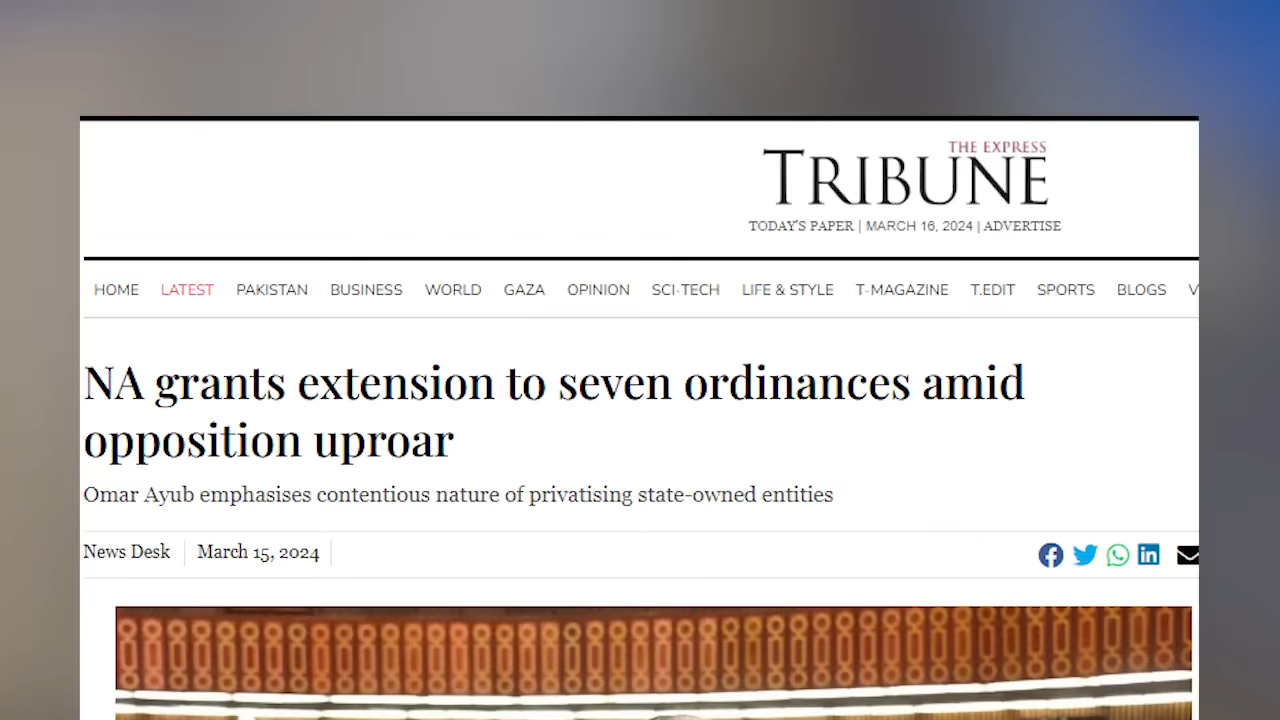 THE EXPRESS
TRIBUNE
TODAY'S PAPER | MARCH 16, 2024 | ADVERTISE
HOME LATEST PAKISTAN BUSINESS WORLD GAZA OPINION SCI-TECH LIFE & STYLE T-MAGAZINE T.EDIT SPORTS BLOGS V
NA grants extension to seven ordinances amid
opposition uproar
Omar Ayub emphasises contentious nature of privatising state-owned entities
News Desk March 15, 2024